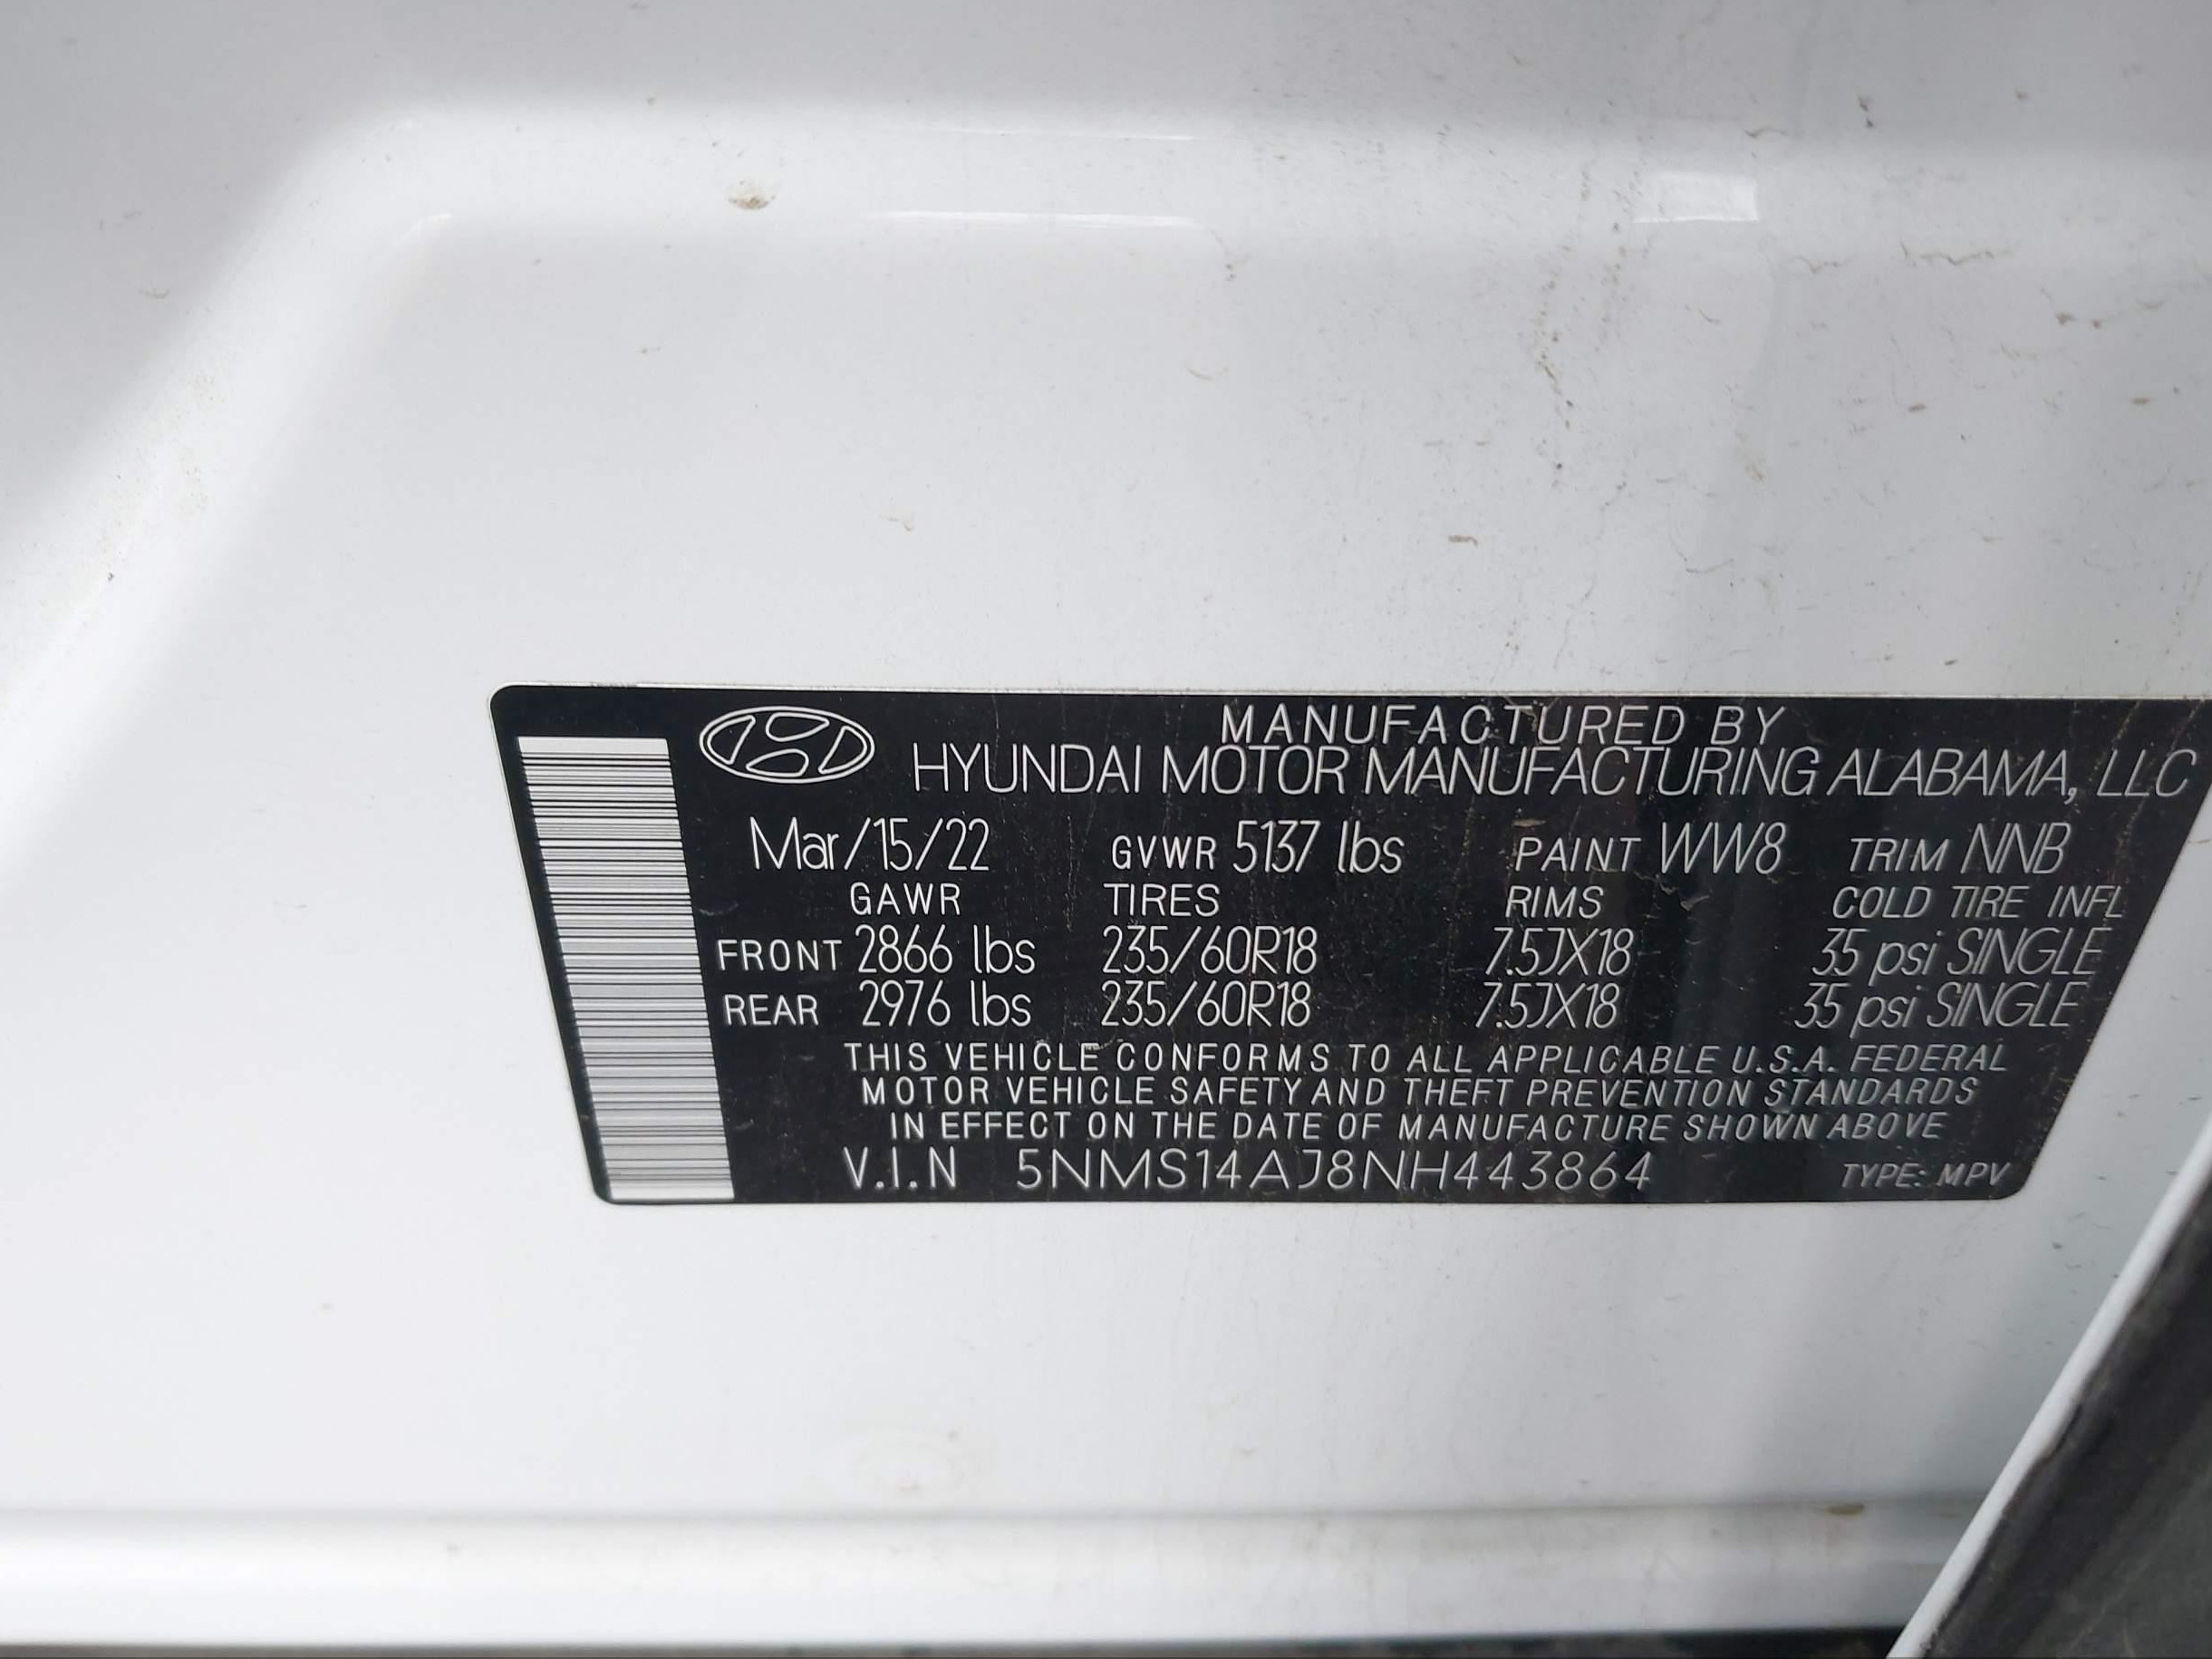 MANUFACTURED BY
HYUNDAI MOTOR MANUFACTURING ALABAMA, LLC
Mar/15/22 GVWR 5137 lbs PAINT WW8 TRIM NNB
GAWR TIRES RIMS COLD TIRE INFL
FRONT 2866 lbs 235/60R18 7.5JX18 35 psi SINGLE
REAR 2976 lbs 235/60R18 7.5JX18 35 psi SINGLE
THIS VEHICLE CONFORMS TO ALL APPLICABLE U.S.A. FEDERAL
MOTOR VEHICLE SAFETY AND THEFT PREVENTION STANDARDS
IN EFFECT ON THE DATE OF MANUFACTURE SHOWN ABOVE
V.I.N 5NMS14AJ8NH443864 TYPE: MPV